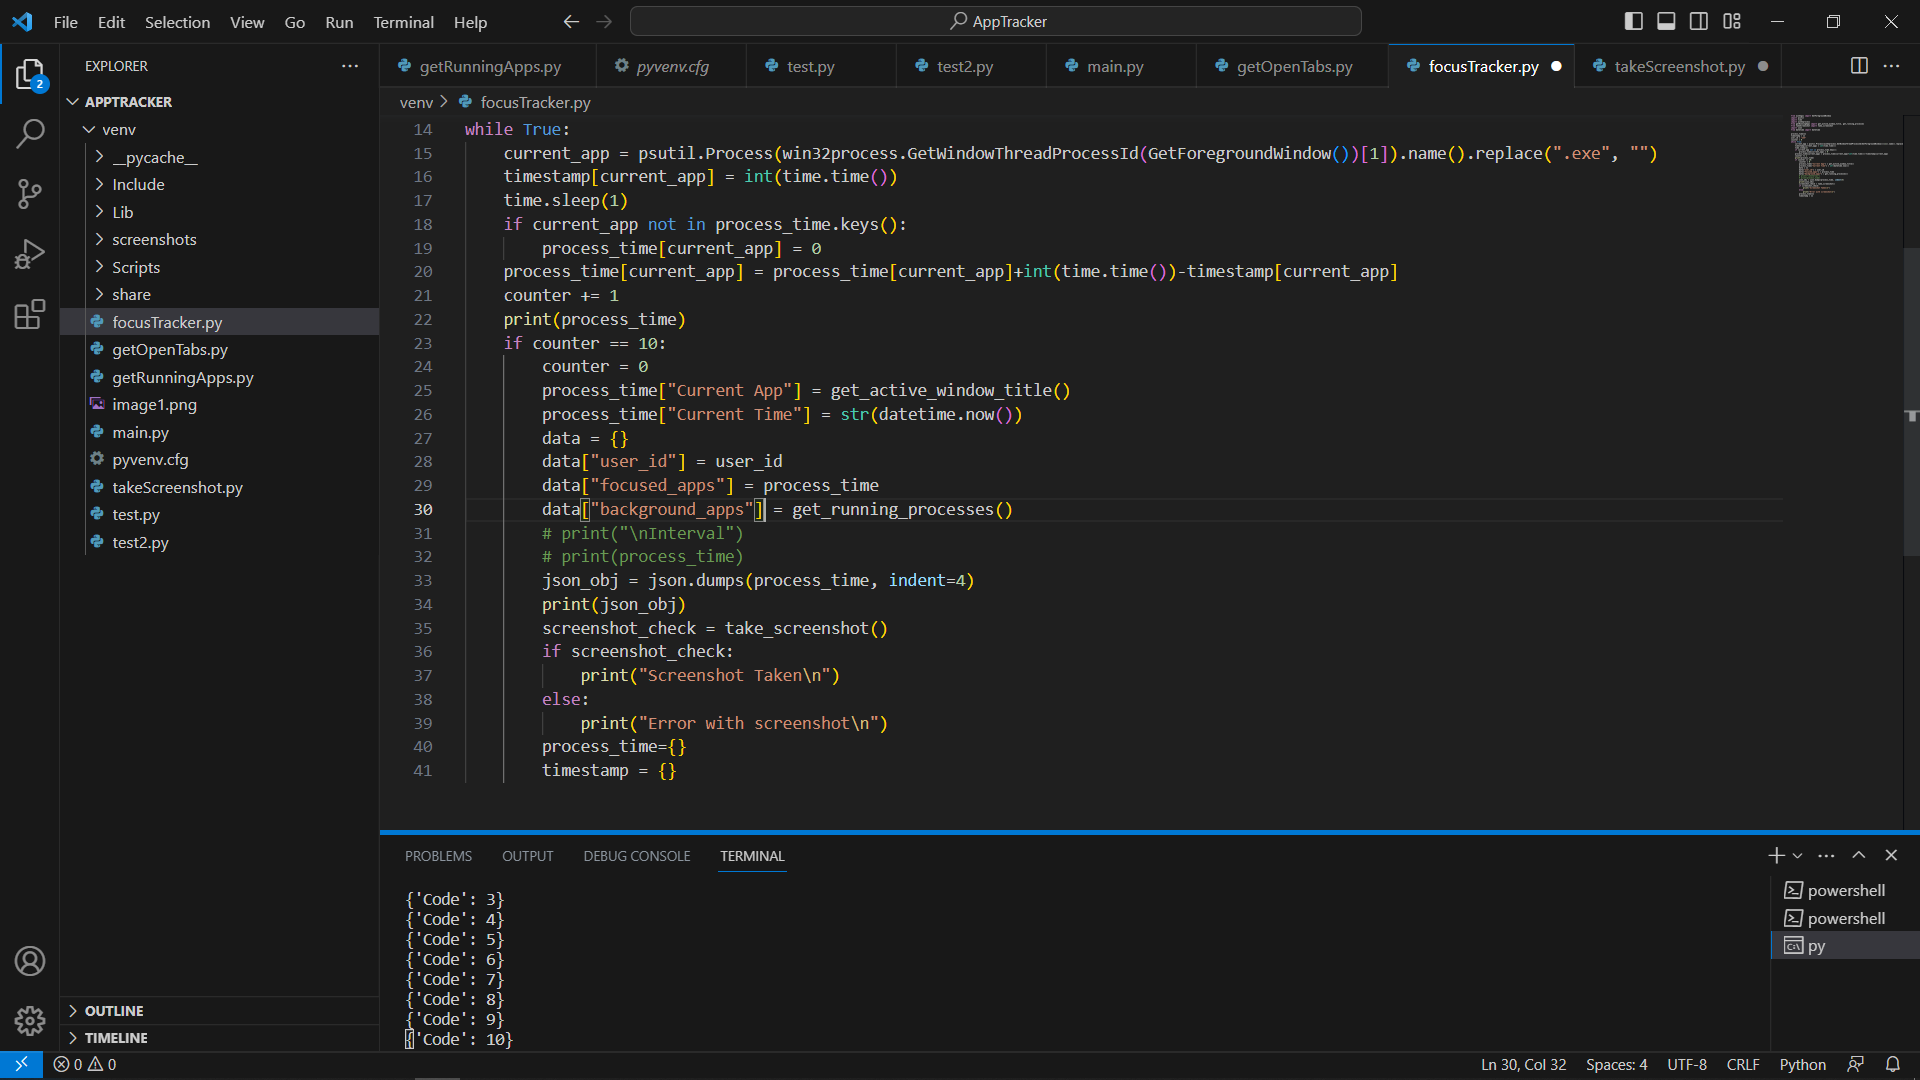 File Edit Selection View Go Run Terminal Help
AppTracker
EXPLORER
getRunningApps.py
pyvenv.cfg
test.py
test2.py
main.py
getOpenTabs.py
focusTracker.py
takeScreenshot.py
APPTRACKER
venv
__pycache__
Include
Lib
screenshots
Scripts
share
focusTracker.py
getOpenTabs.py
getRunningApps.py
image1.png
main.py
pyvenv.cfg
takeScreenshot.py
test.py
test2.py
OUTLINE
TIMELINE
2
venv > focusTracker.py
14 while True:
15 current_app = psutil.Process(win32process.GetWindowThreadProcessId(GetForegroundWindow())[1]).name().replace(".exe", "")
16 timestamp[current_app] = int(time.time())
17 time.sleep(1)
18 if current_app not in process_time.keys():
19 process_time[current_app] = 0
20 process_time[current_app] = process_time[current_app]+int(time.time())-timestamp[current_app]
21 counter += 1
22 print(process_time)
23 if counter == 10:
24 counter = 0
25 process_time["Current App"] = get_active_window_title()
26 process_time["Current Time"] = str(datetime.now())
27 data = {}
28 data["user_id"] = user_id
29 data["focused_apps"] = process_time
30 data["background_apps"] = get_running_processes()
31 # print("\nInterval")
32 # print(process_time)
33 json_obj = json.dumps(process_time, indent=4)
34 print(json_obj)
35 screenshot_check = take_screenshot()
36 if screenshot_check:
37 print("Screenshot Taken\n")
38 else:
39 print("Error with screenshot\n")
40 process_time={}
41 timestamp = {}
PROBLEMS OUTPUT DEBUG CONSOLE TERMINAL
{'Code': 3}
{'Code': 4}
{'Code': 5}
{'Code': 6}
{'Code': 7}
{'Code': 8}
{'Code': 9}
{'Code': 10}
powershell
powershell
py
0 0
Ln 30, Col 32 Spaces: 4 UTF-8 CRLF Python